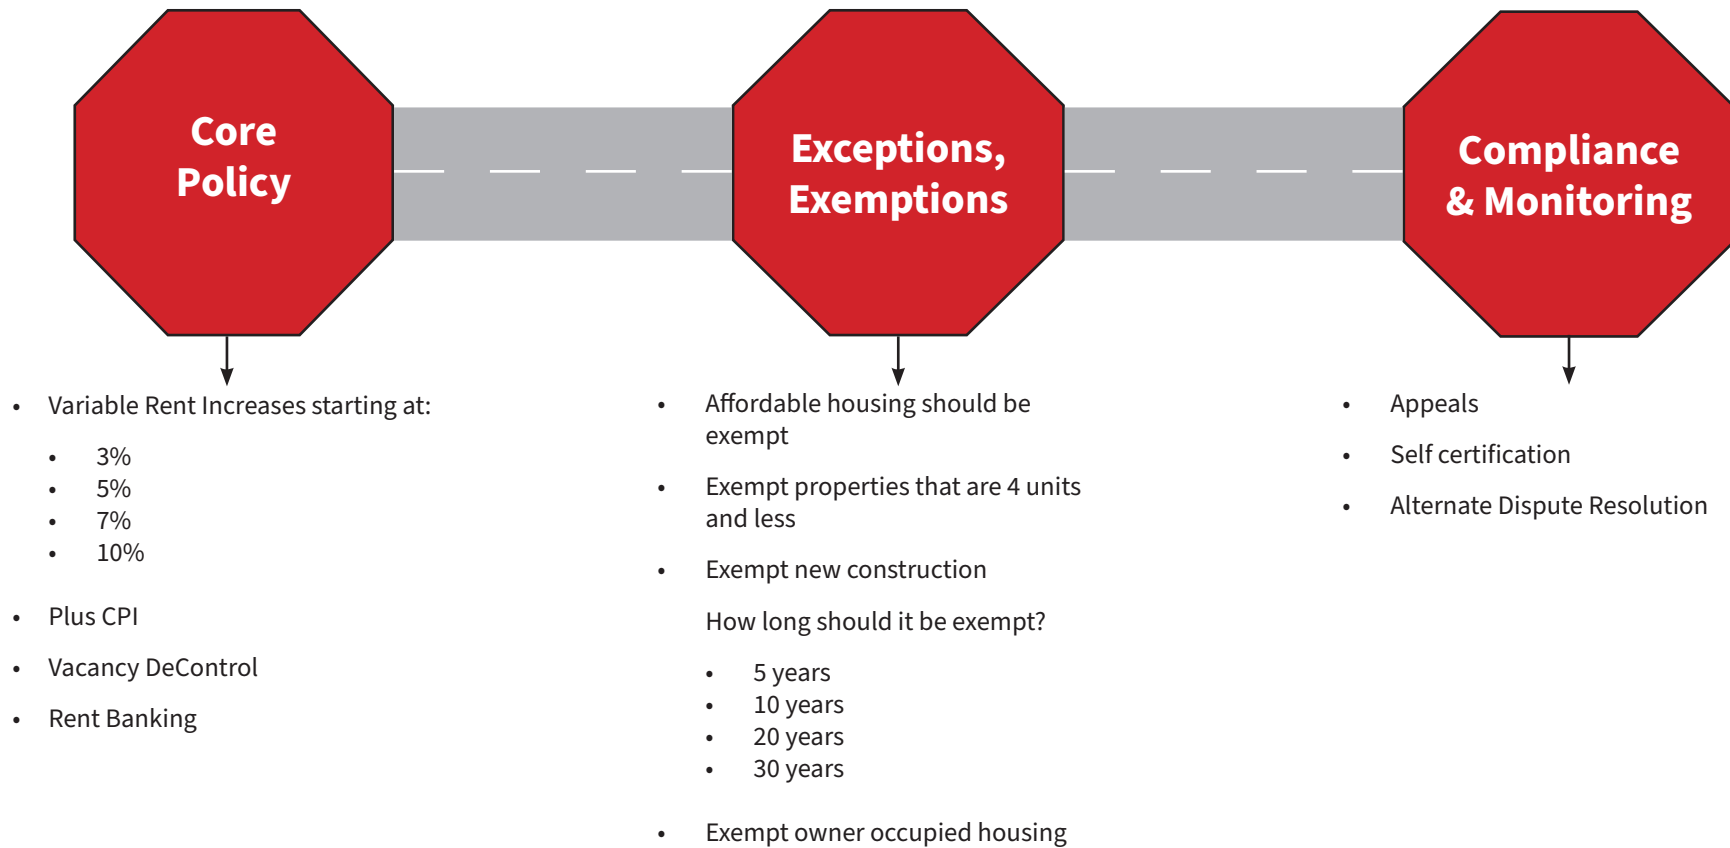 Core
Policy
Exceptions,
Exemptions
Compliance
& Monitoring
• Variable Rent Increases starting at:
• 3%
• 5%
• 7%
• 10%
• Plus CPI
• Vacancy DeControl
• Rent Banking
• Affordable housing should be
exempt
• Exempt properties that are 4 units
and less
• Exempt new construction
How long should it be exempt?
• 5 years
• 10 years
• 20 years
• 30 years
• Exempt owner occupied housing
• Appeals
• Self certification
• Alternate Dispute Resolution